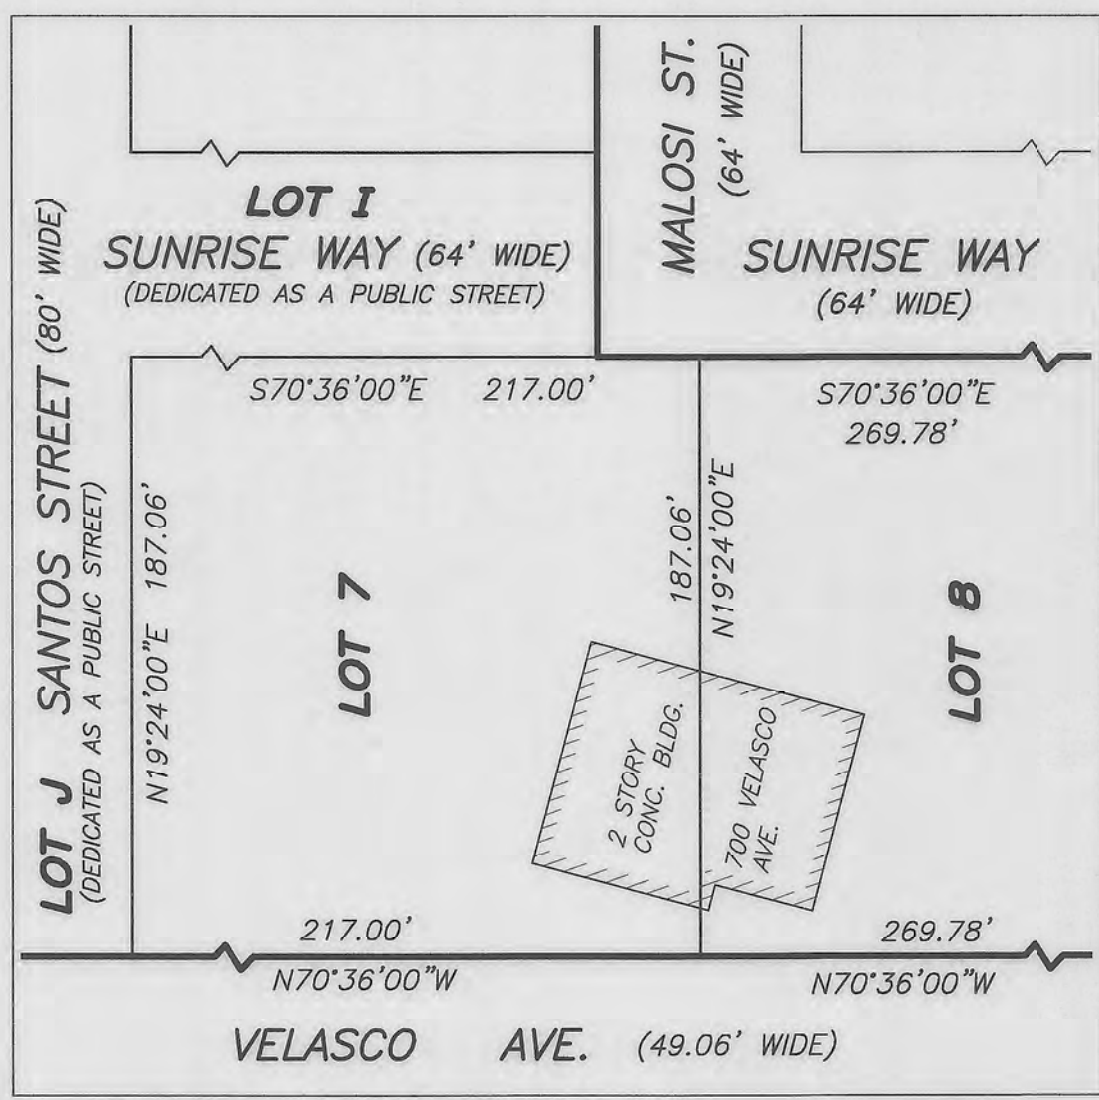 LOT I
SUNRISE WAY (64' WIDE)
(DEDICATED AS A PUBLIC STREET)
MALOSI ST.
(64' WIDE)
SUNRISE WAY
(64' WIDE)
LOT J SANTOS STREET (80' WIDE)
(DEDICATED AS A PUBLIC STREET)
S70°36'00"E 217.00'
S70°36'00"E
269.78'
N19°24'00"E 187.06'
LOT 7
187.06'
N19°24'00"E
LOT 8
2 STORY
CONC. BLDG.
700 VELASCO
AVE.
217.00'
N70°36'00"W
269.78'
N70°36'00"W
VELASCO AVE. (49.06' WIDE)